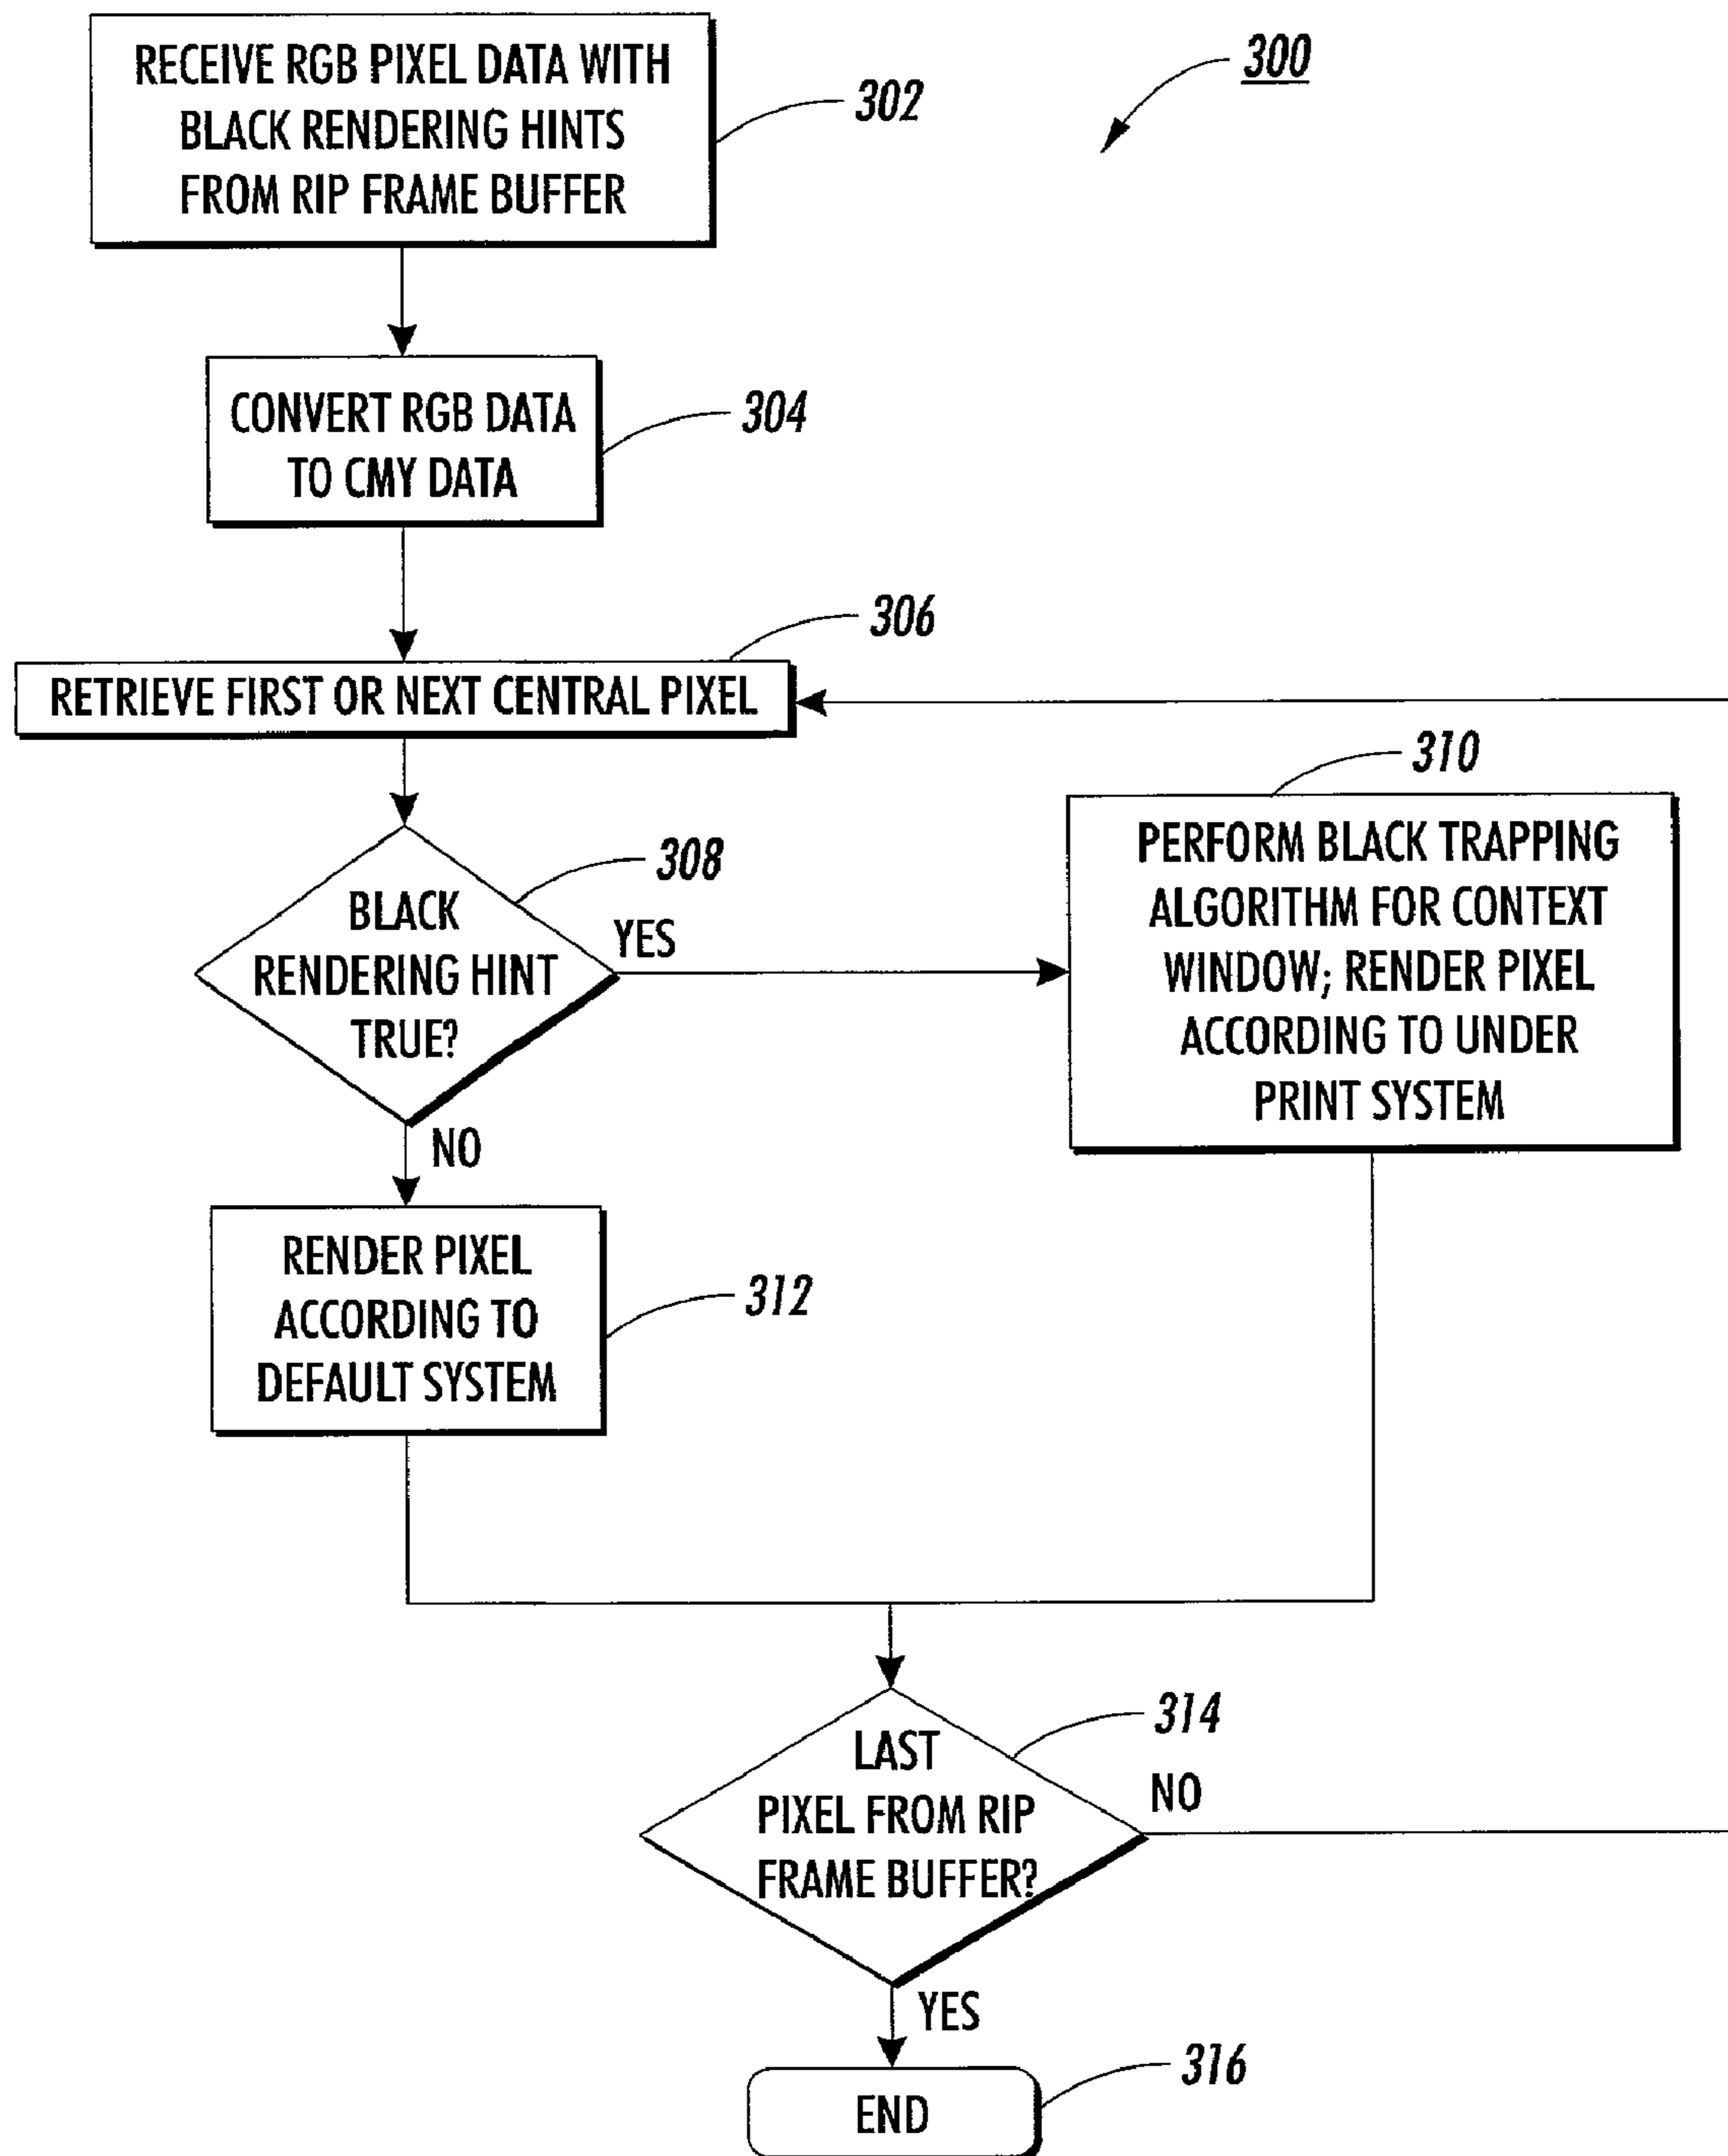 300
RECEIVE RGB PIXEL DATA WITH
BLACK RENDERING HINTS
FROM RIP FRAME BUFFER
302
CONVERT RGB DATA
TO CMY DATA
304
306
RETRIEVE FIRST OR NEXT CENTRAL PIXEL
308
BLACK
RENDERING HINT
TRUE?
YES
NO
310
PERFORM BLACK TRAPPING
ALGORITHM FOR CONTEXT
WINDOW; RENDER PIXEL
ACCORDING TO UNDER
PRINT SYSTEM
RENDER PIXEL
ACCORDING TO
DEFAULT SYSTEM
312
314
LAST
PIXEL FROM RIP
FRAME BUFFER?
NO
YES
316
END